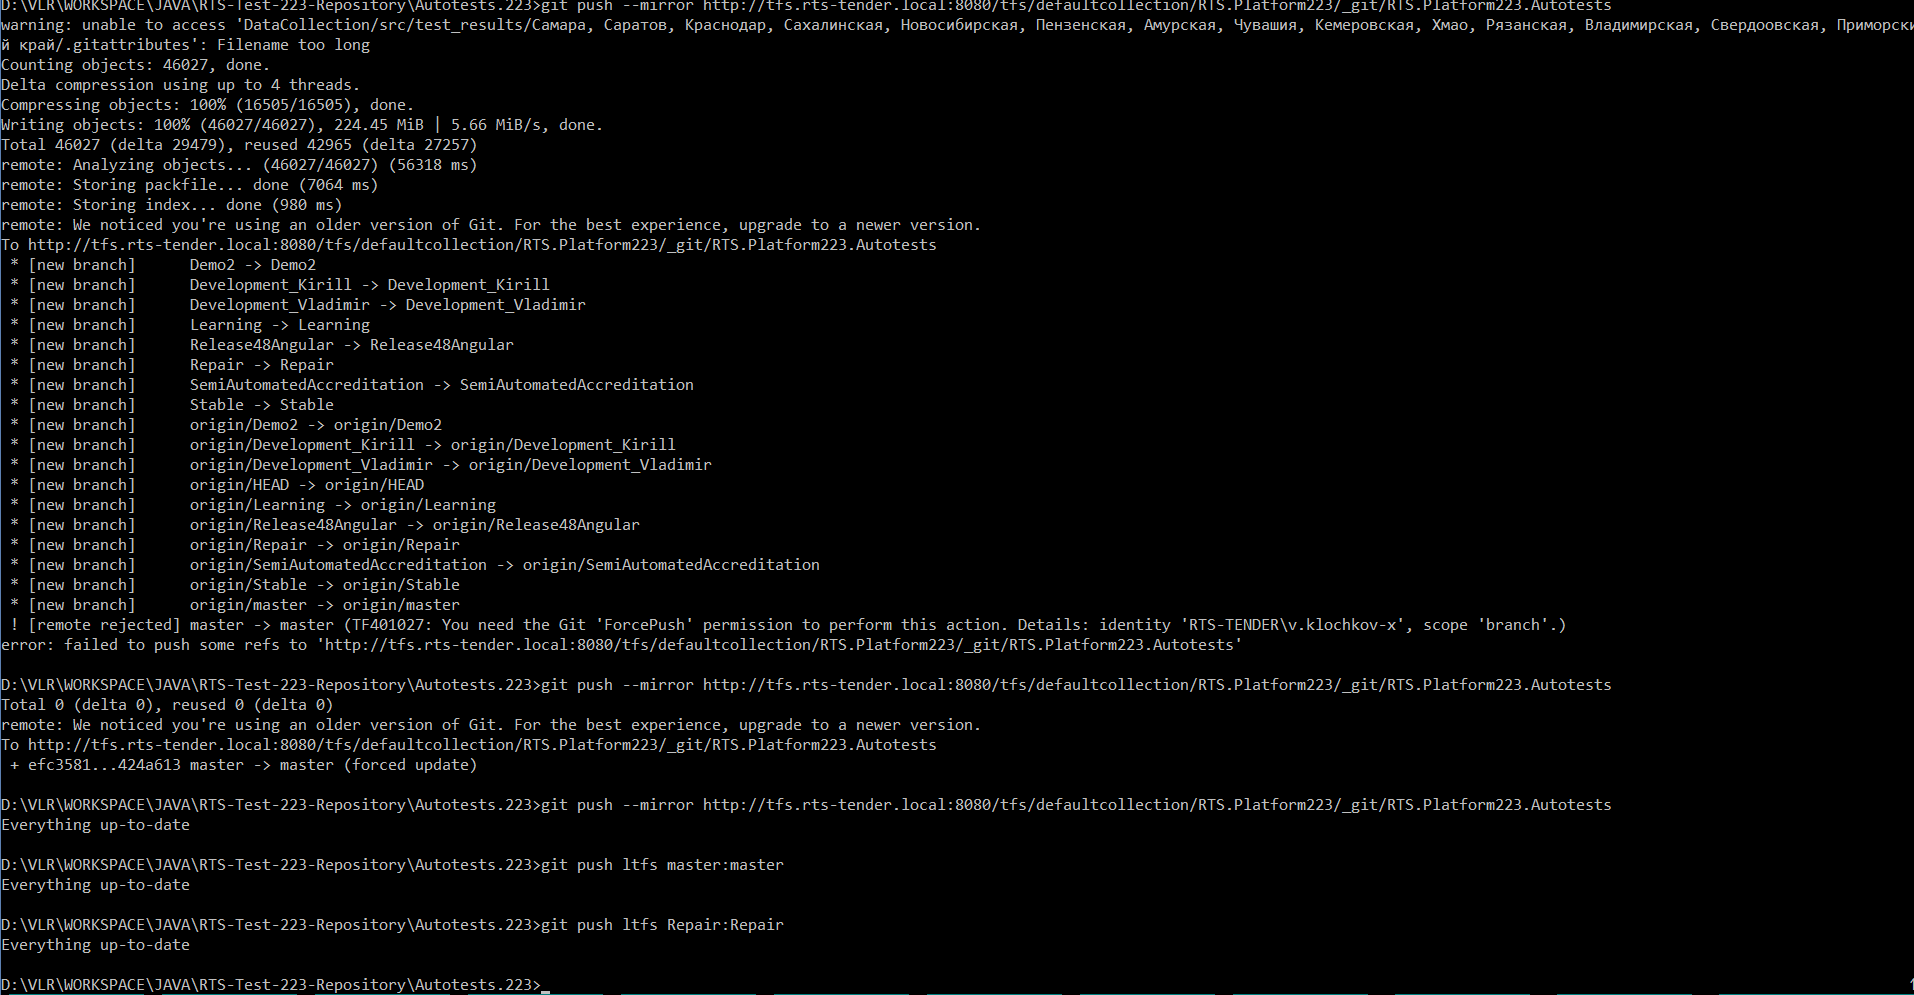 D:\VLR\WORKSPACE\JAVA\RTS-Test-223-Repository\Autotests.223>git push --mirror http://tfs.rts-tender.local:8080/tfs/defaultcollection/RTS.Platform223/_git/RTS.Platform223.Autotests
warning: unable to access 'DataCollection/src/test_results/Самара, Саратов, Краснодар, Сахалинская, Новосибирская, Пензенская, Амурская, Чувашия, Кемеровская, Хмао, Рязанская, Владимирская, Свердоовская, Приморски
й край/.gitattributes': Filename too long
Counting objects: 46027, done.
Delta compression using up to 4 threads.
Compressing objects: 100% (16505/16505), done.
Writing objects: 100% (46027/46027), 224.45 MiB | 5.66 MiB/s, done.
Total 46027 (delta 29479), reused 42965 (delta 27257)
remote: Analyzing objects... (46027/46027) (56318 ms)
remote: Storing packfile... done (7064 ms)
remote: Storing index... done (980 ms)
remote: We noticed you're using an older version of Git. For the best experience, upgrade to a newer version.
To http://tfs.rts-tender.local:8080/tfs/defaultcollection/RTS.Platform223/_git/RTS.Platform223.Autotests
 * [new branch]      Demo2 -> Demo2
 * [new branch]      Development_Kirill -> Development_Kirill
 * [new branch]      Development_Vladimir -> Development_Vladimir
 * [new branch]      Learning -> Learning
 * [new branch]      Release48Angular -> Release48Angular
 * [new branch]      Repair -> Repair
 * [new branch]      SemiAutomatedAccreditation -> SemiAutomatedAccreditation
 * [new branch]      Stable -> Stable
 * [new branch]      origin/Demo2 -> origin/Demo2
 * [new branch]      origin/Development_Kirill -> origin/Development_Kirill
 * [new branch]      origin/Development_Vladimir -> origin/Development_Vladimir
 * [new branch]      origin/HEAD -> origin/HEAD
 * [new branch]      origin/Learning -> origin/Learning
 * [new branch]      origin/Release48Angular -> origin/Release48Angular
 * [new branch]      origin/Repair -> origin/Repair
 * [new branch]      origin/SemiAutomatedAccreditation -> origin/SemiAutomatedAccreditation
 * [new branch]      origin/Stable -> origin/Stable
 * [new branch]      origin/master -> origin/master
 ! [remote rejected] master -> master (TF401027: You need the Git 'ForcePush' permission to perform this action. Details: identity 'RTS-TENDER\v.klochkov-x', scope 'branch'.)
error: failed to push some refs to 'http://tfs.rts-tender.local:8080/tfs/defaultcollection/RTS.Platform223/_git/RTS.Platform223.Autotests'
D:\VLR\WORKSPACE\JAVA\RTS-Test-223-Repository\Autotests.223>git push --mirror http://tfs.rts-tender.local:8080/tfs/defaultcollection/RTS.Platform223/_git/RTS.Platform223.Autotests
Total 0 (delta 0), reused 0 (delta 0)
remote: We noticed you're using an older version of Git. For the best experience, upgrade to a newer version.
To http://tfs.rts-tender.local:8080/tfs/defaultcollection/RTS.Platform223/_git/RTS.Platform223.Autotests
 + efc3581...424a613 master -> master (forced update)
D:\VLR\WORKSPACE\JAVA\RTS-Test-223-Repository\Autotests.223>git push --mirror http://tfs.rts-tender.local:8080/tfs/defaultcollection/RTS.Platform223/_git/RTS.Platform223.Autotests
Everything up-to-date
D:\VLR\WORKSPACE\JAVA\RTS-Test-223-Repository\Autotests.223>git push ltfs master:master
Everything up-to-date
D:\VLR\WORKSPACE\JAVA\RTS-Test-223-Repository\Autotests.223>git push ltfs Repair:Repair
Everything up-to-date
D:\VLR\WORKSPACE\JAVA\RTS-Test-223-Repository\Autotests.223>